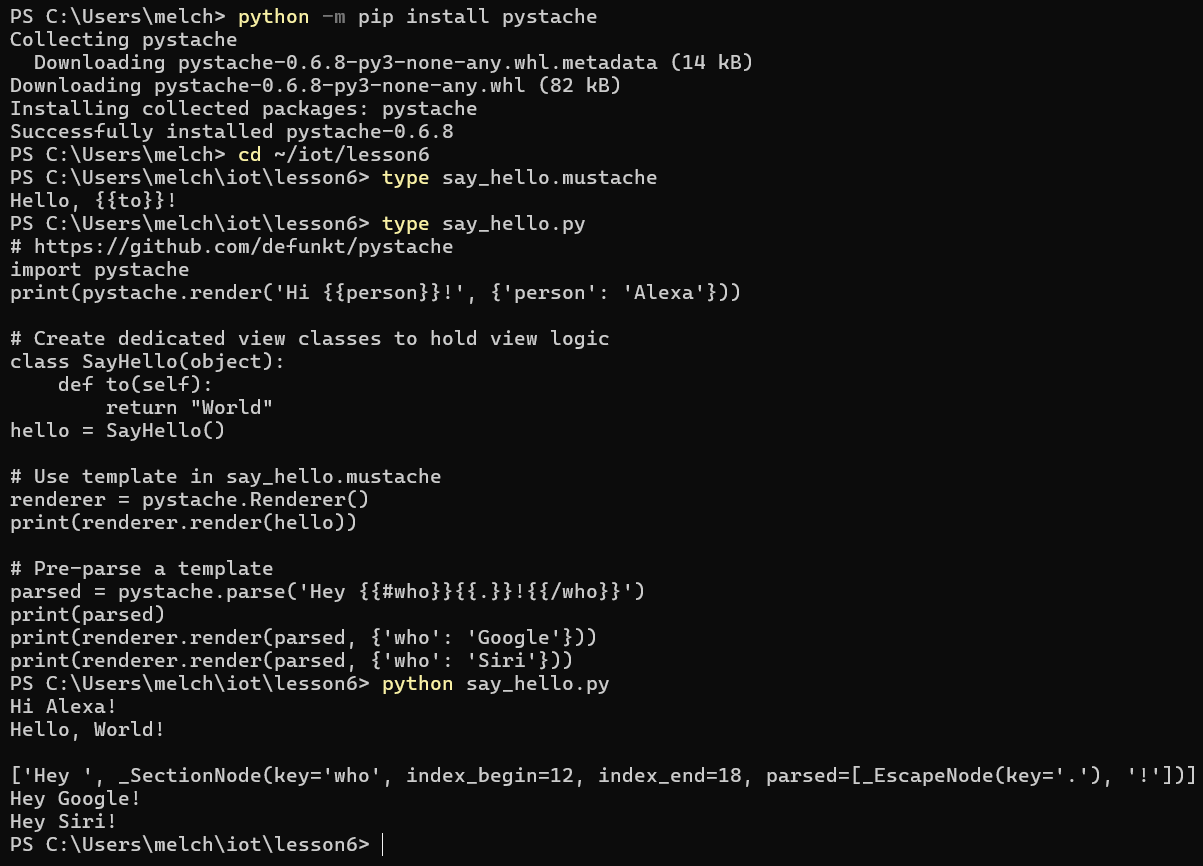 PS C:\Users\melch> python -m pip install pystache
Collecting pystache
  Downloading pystache-0.6.8-py3-none-any.whl.metadata (14 kB)
Downloading pystache-0.6.8-py3-none-any.whl (82 kB)
Installing collected packages: pystache
Successfully installed pystache-0.6.8
PS C:\Users\melch> cd ~/iot/lesson6
PS C:\Users\melch\iot\lesson6> type say_hello.mustache
Hello, {{to}}!
PS C:\Users\melch\iot\lesson6> type say_hello.py
# https://github.com/defunkt/pystache
import pystache
print(pystache.render('Hi {{person}}!', {'person': 'Alexa'}))

# Create dedicated view classes to hold view logic
class SayHello(object):
    def to(self):
        return "World"
hello = SayHello()

# Use template in say_hello.mustache
renderer = pystache.Renderer()
print(renderer.render(hello))

# Pre-parse a template
parsed = pystache.parse('Hey {{#who}}{{.}}!{{/who}}')
print(parsed)
print(renderer.render(parsed, {'who': 'Google'}))
print(renderer.render(parsed, {'who': 'Siri'}))
PS C:\Users\melch\iot\lesson6> python say_hello.py
Hi Alexa!
Hello, World!

['Hey ', _SectionNode(key='who', index_begin=12, index_end=18, parsed=[_EscapeNode(key='.'), '!'])]
Hey Google!
Hey Siri!
PS C:\Users\melch\iot\lesson6>